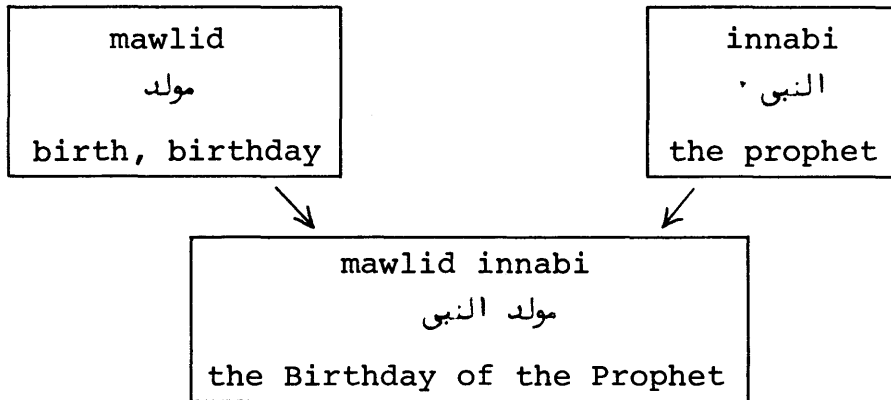 mawlid
مولد
birth, birthday
innabi
النبى
the prophet
mawlid innabi
مولد النبى
the Birthday of the Prophet